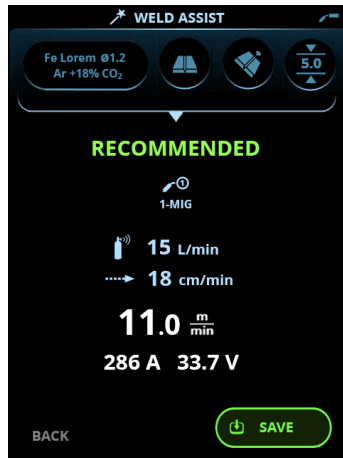 WELD ASSIST
Fe Lorem ø1.2
Ar +18% CO₂
5.0
RECOMMENDED
1
1-MIG
15 L/min
18 cm/min
11.0 m/min
286 A 33.7 V
SAVE
BACK